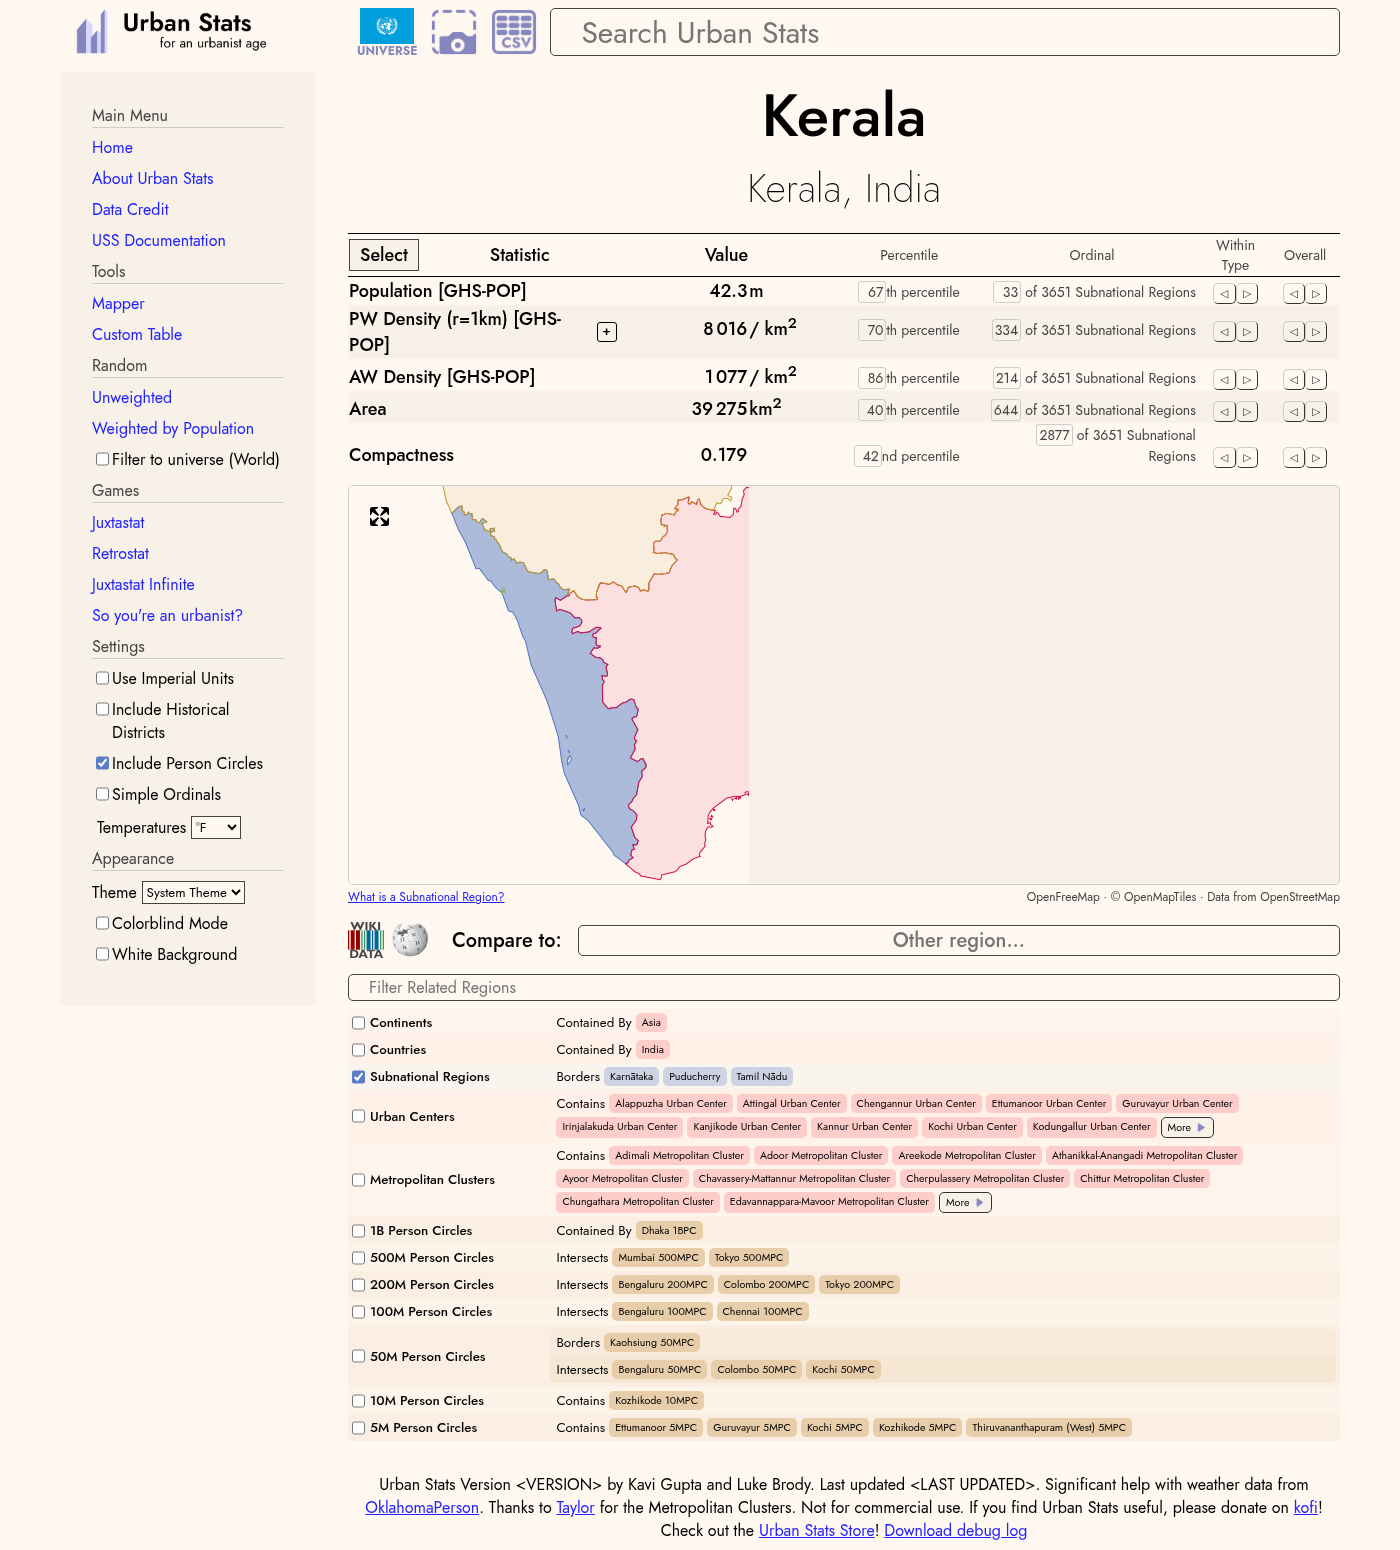 Urban Stats
for an urbanist age
UNIVERSE
CSV
Search Urban Stats
Main Menu
Home
About Urban Stats
Data Credit
USS Documentation
Tools
Mapper
Custom Table
Random
Unweighted
Weighted by Population
Filter to universe (World)
Games
Juxtastat
Retrostat
Juxtastat Infinite
So you're an urbanist?
Settings
Use Imperial Units
Include Historical
Districts
Include Person Circles
Simple Ordinals
Temperatures °F
Appearance
Theme System Theme
Colorblind Mode
White Background
Kerala
Kerala, India
Select Statistic Value Percentile Ordinal Within Type Overall
Population [GHS-POP] 42.3 m 67th percentile 33 of 3651 Subnational Regions
PW Density (r=1km) [GHS-POP] + 8 016 / km2 70th percentile 334 of 3651 Subnational Regions
AW Density [GHS-POP] 1 077 / km2 86th percentile 214 of 3651 Subnational Regions
Area 39 275 km2 40th percentile 644 of 3651 Subnational Regions
Compactness 0.179 42nd percentile 2877 of 3651 Subnational Regions
What is a Subnational Region?
OpenFreeMap · © OpenMapTiles · Data from OpenStreetMap
WIKI
DATA
Compare to: Other region...
Filter Related Regions
Continents Contained By Asia
Countries Contained By India
Subnational Regions Borders Karnātaka Puducherry Tamil Nādu
Urban Centers Contains Alappuzha Urban Center Attingal Urban Center Chengannur Urban Center Ettumanoor Urban Center Guruvayur Urban Center
Irinjalakuda Urban Center Kanjikode Urban Center Kannur Urban Center Kochi Urban Center Kodungallur Urban Center More
Metropolitan Clusters Contains Adimali Metropolitan Cluster Adoor Metropolitan Cluster Areekode Metropolitan Cluster Athanikkal-Anangadi Metropolitan Cluster
Ayoor Metropolitan Cluster Chavassery-Mattannur Metropolitan Cluster Cherpulassery Metropolitan Cluster Chittur Metropolitan Cluster
Chungathara Metropolitan Cluster Edavannappara-Mavoor Metropolitan Cluster More
1B Person Circles Contained By Dhaka 1BPC
500M Person Circles Intersects Mumbai 500MPC Tokyo 500MPC
200M Person Circles Intersects Bengaluru 200MPC Colombo 200MPC Tokyo 200MPC
100M Person Circles Intersects Bengaluru 100MPC Chennai 100MPC
50M Person Circles Borders Kaohsiung 50MPC
Intersects Bengaluru 50MPC Colombo 50MPC Kochi 50MPC
10M Person Circles Contains Kozhikode 10MPC
5M Person Circles Contains Ettumanoor 5MPC Guruvayur 5MPC Kochi 5MPC Kozhikode 5MPC Thiruvananthapuram (West) 5MPC
Urban Stats Version <VERSION> by Kavi Gupta and Luke Brody. Last updated <LAST UPDATED>. Significant help with weather data from
OklahomaPerson. Thanks to Taylor for the Metropolitan Clusters. Not for commercial use. If you find Urban Stats useful, please donate on kofi!
Check out the Urban Stats Store! Download debug log